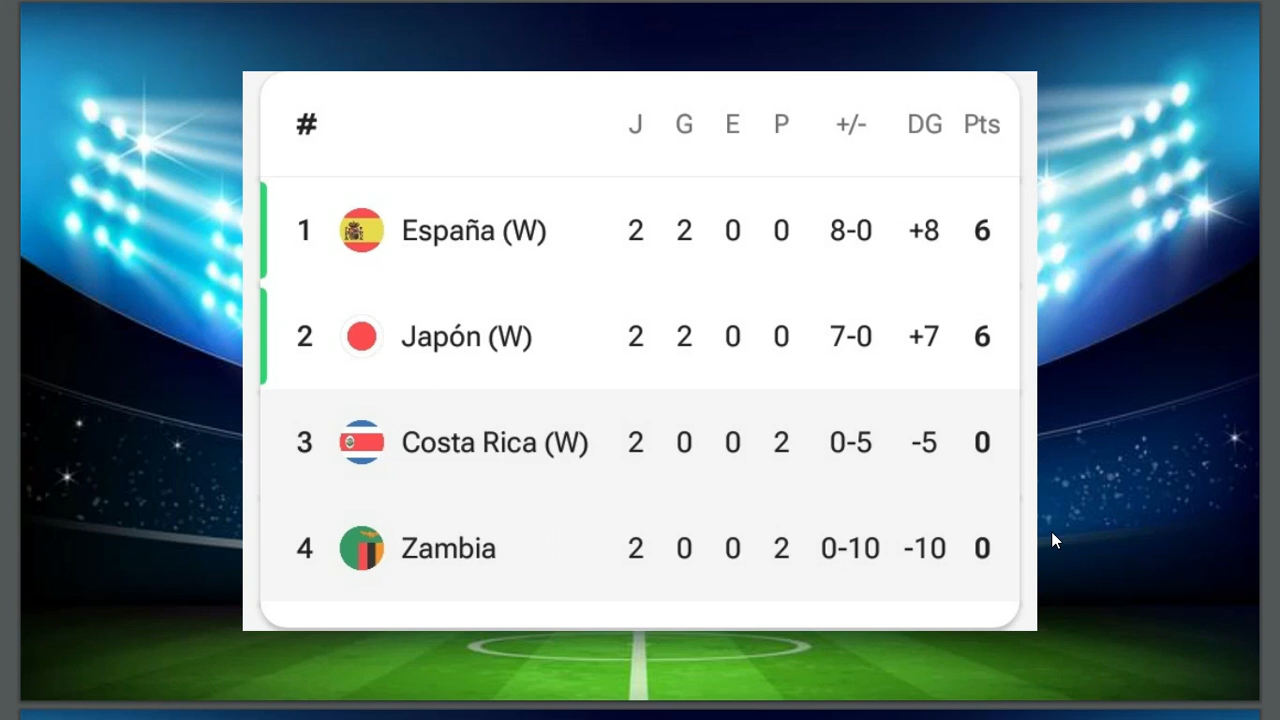 # J G E P +/- DG Pts
1 España (W) 2 2 0 0 8-0 +8 6
2 Japón (W) 2 2 0 0 7-0 +7 6
3 Costa Rica (W) 2 0 0 2 0-5 -5 0
4 Zambia 2 0 0 2 0-10 -10 0